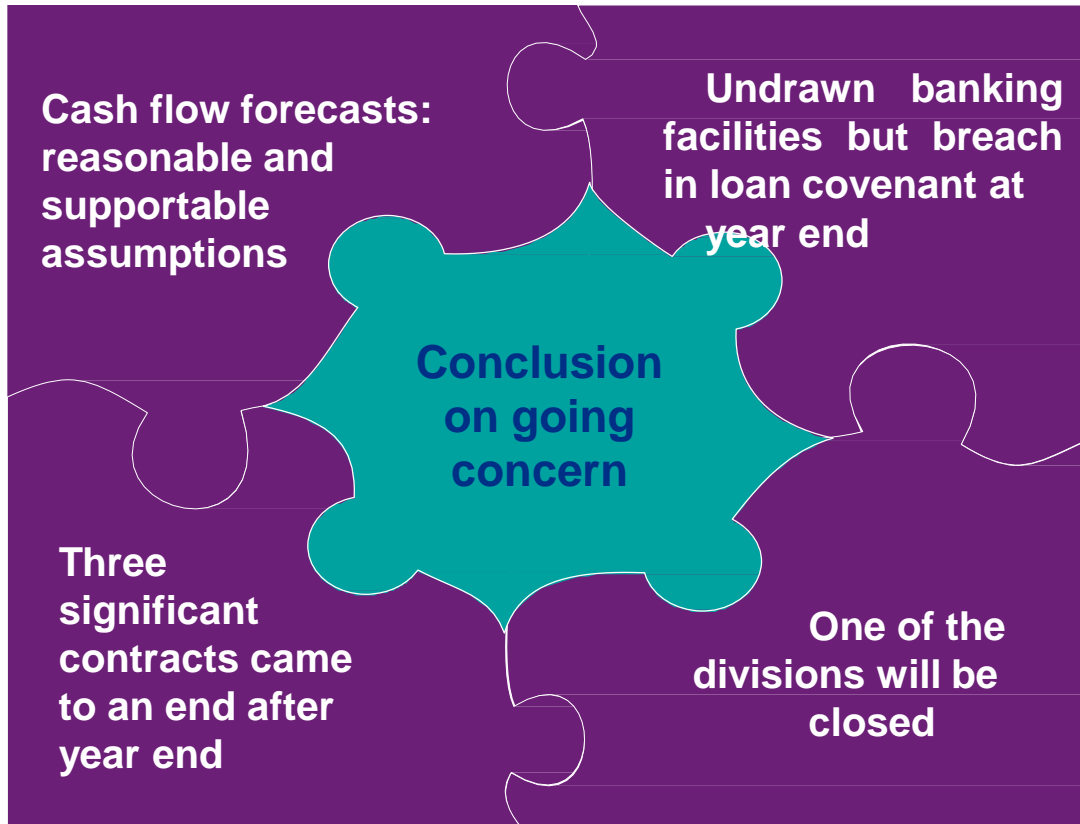 Cash flow forecasts:
reasonable and
supportable
assumptions
Undrawn banking
facilities but breach
in loan covenant at
year end
Conclusion
on going
concern
Three
significant
contracts came
to an end after
year end
One of the
divisions will be
closed